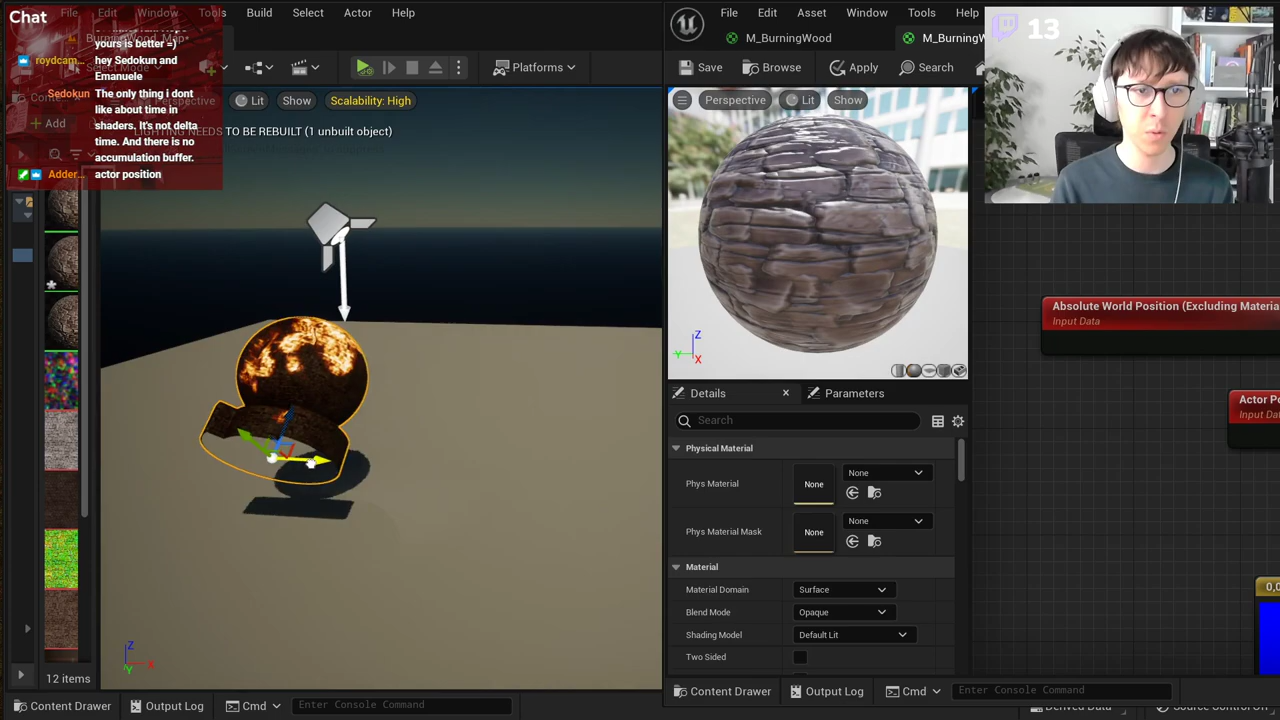 Chat
Window
Tools
Build
Select
Actor
Help
yours is better =)
roydcam...
hey Sedokun and
Emanuele
Sedokun
The only thing i dont
like about time in
shaders. It's not delta
time. And there is no
accumulation buffer.
Adder...
actor position
Add
Platforms
Perspective
Lit
Show
Scalability: High
LIGHTING NEEDS TO BE REBUILT (1 unbuilt object)
Z
X
Y
12 items
Content Drawer
Output Log
Cmd
Enter Console Command
File
Edit
Asset
Window
Tools
Help
M_BurningWood
M_BurningW
Save
Browse
Apply
Search
13
Perspective
Lit
Show
Z
Y
X
Details
Parameters
Search
Physical Material
Phys Material
None
None
Phys Material Mask
None
None
Material
Material Domain
Surface
Blend Mode
Opaque
Shading Model
Default Lit
Two Sided
Content Drawer
Output Log
Cmd
Enter Console Command
Absolute World Position (Excluding Materia
Input Data
Actor Po
Input Dat
0,0
Derived Data
Source Control Off